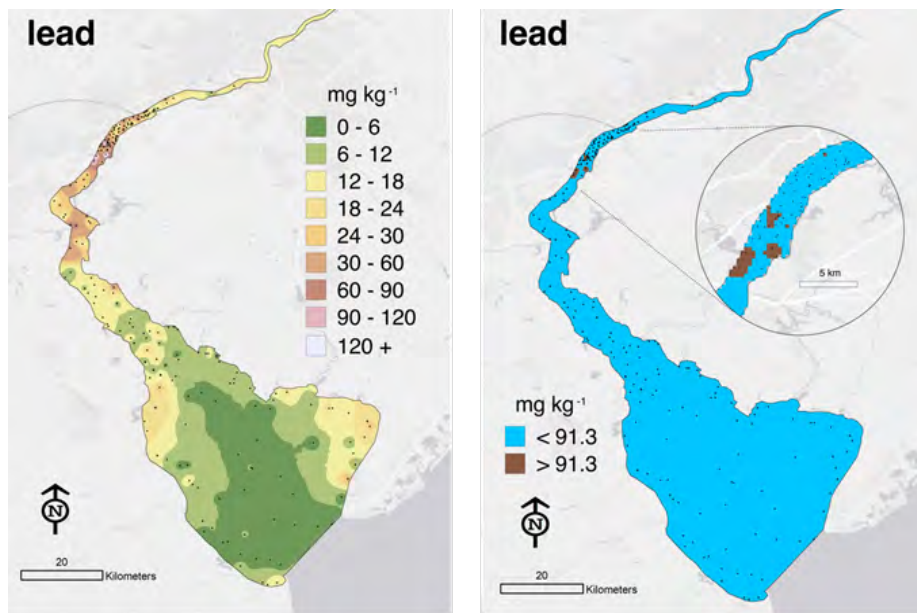 lead
mg kg⁻¹
0 - 6
6 - 12
12 - 18
18 - 24
24 - 30
30 - 60
60 - 90
90 - 120
120 +
N
20
Kilometers
lead
5 km
mg kg⁻¹
< 91.3
> 91.3
N
20
Kilometers